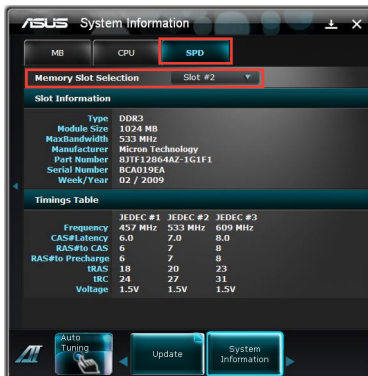 ASUS System Information
MB CPU SPD
Memory Slot Selection Slot #2
Slot Information
Type DDR3
Module Size 1024 MB
MaxBandwidth 533 MHz
Manufacturer Micron Technology
Part Number 8JTF12864AZ-1G1F1
Serial Number BCA019EA
Week/Year 02 / 2009
Timings Table
JEDEC #1 JEDEC #2 JEDEC #3
Frequency 457 MHz 533 MHz 609 MHz
CAS#Latency 6.0 7.0 8.0
RAS#to CAS 6 7 8
RAS#to Precharge 6 7 8
tRAS 18 20 23
tRC 24 27 31
Voltage 1.5V 1.5V 1.5V
AI
Auto
Tuning
Update
System
Information